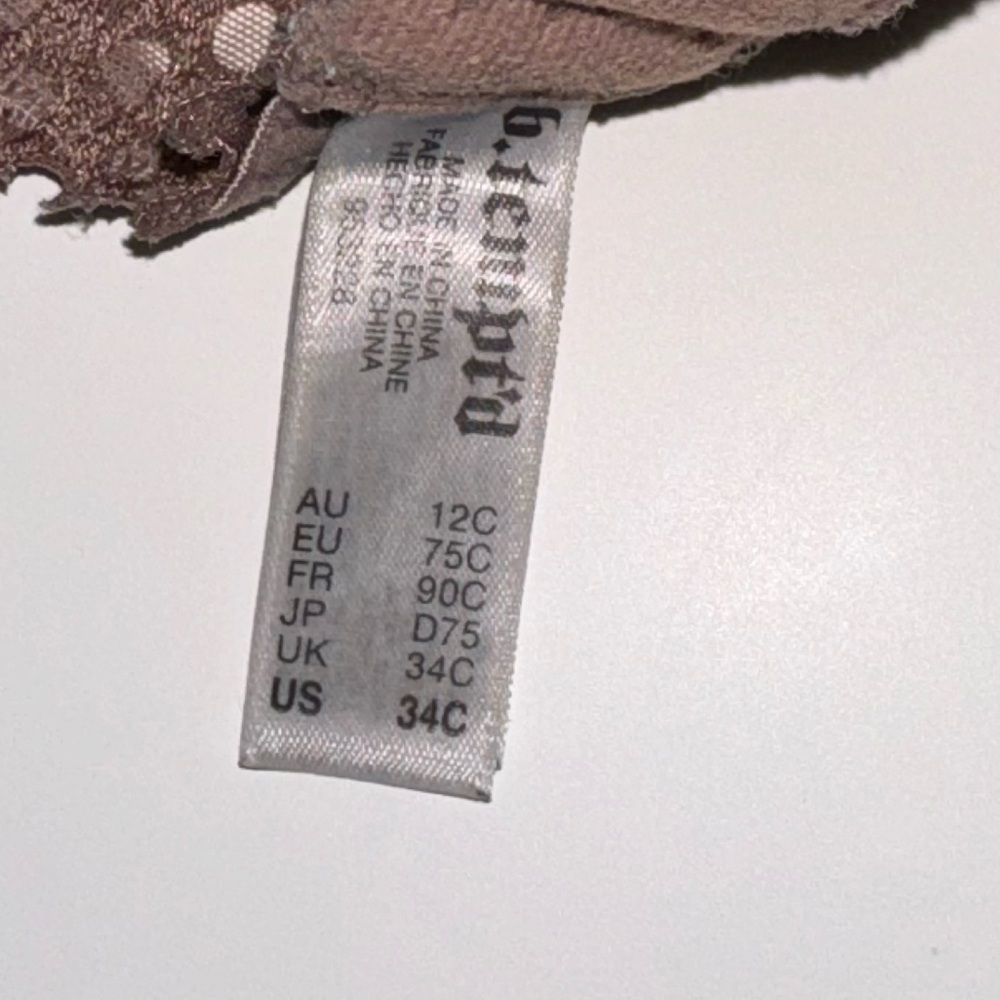 b.tempt'd
MADE IN CHINA
FABRIQUE EN CHINE
HECHO EN CHINA
AU 12C
EU 75C
FR 90C
JP D75
UK 34C
US 34C